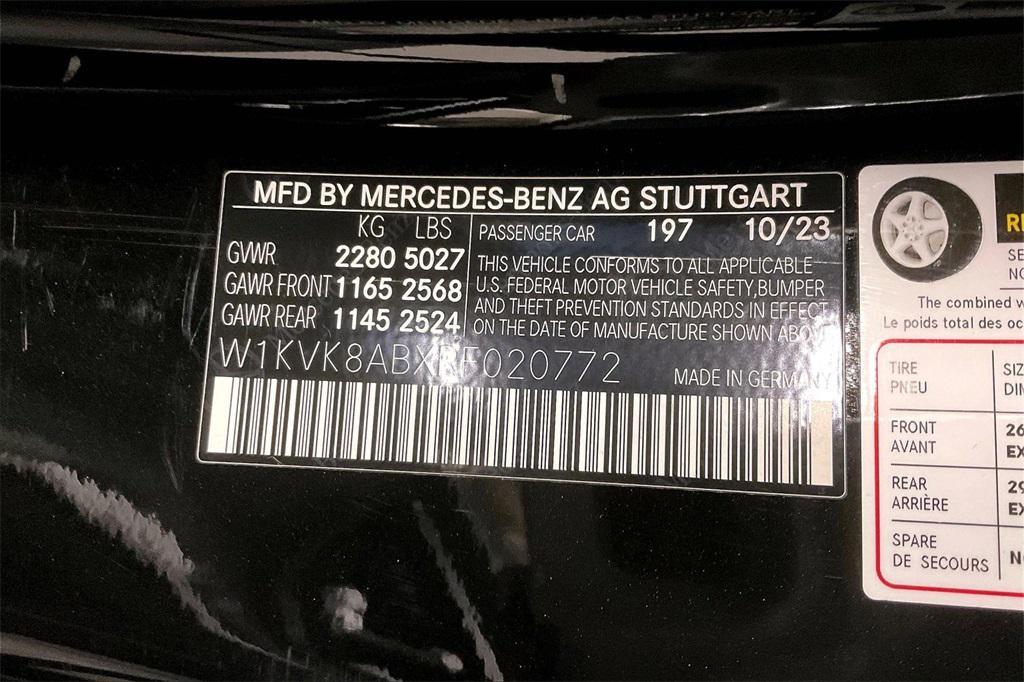 MFD BY MERCEDES-BENZ AG STUTTGART
KG LBS
GVWR 2280 5027
GAWR FRONT 1165 2568
GAWR REAR 1145 2524
PASSENGER CAR 197 10/23
THIS VEHICLE CONFORMS TO ALL APPLICABLE
U.S. FEDERAL MOTOR VEHICLE SAFETY, BUMPER
AND THEFT PREVENTION STANDARDS IN EFFECT
ON THE DATE OF MANUFACTURE SHOWN ABOVE
MADE IN GERMANY
The combined
Le poids total des
TIRE
PNEU
FRONT
AVANT
26
REAR
ARRIÈRE
29
SPARE
DE SECOURS